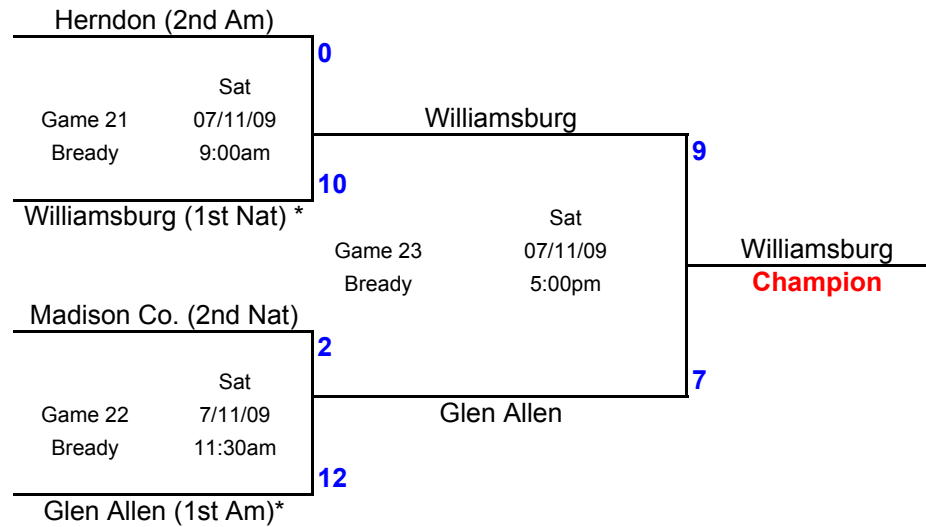 Herndon (2nd Am)
0
Sat
Game 21 07/11/09
Bready 9:00am
10
Williamsburg (1st Nat) *
Williamsburg
9
Sat
Game 23 07/11/09
Bready 5:00pm
7
Glen Allen
Williamsburg
Champion
Madison Co. (2nd Nat)
2
Sat
Game 22 7/11/09
Bready 11:30am
12
Glen Allen (1st Am)*